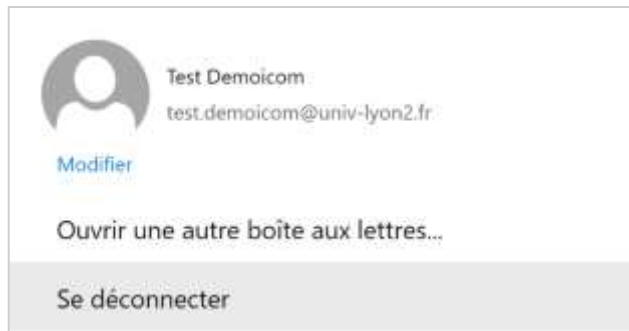 Test Demoicom
test.demoicom@univ-lyon2.fr
Modifier
Ouvrir une autre boîte aux lettres...
Se déconnecter